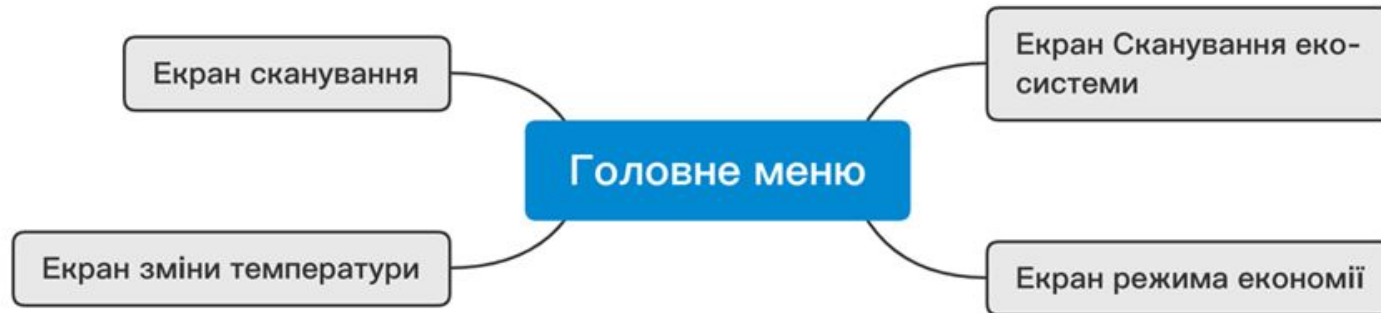 Екран сканування
Екран Сканування еко-
системи
Головне меню
Екран зміни температури
Екран режима економії